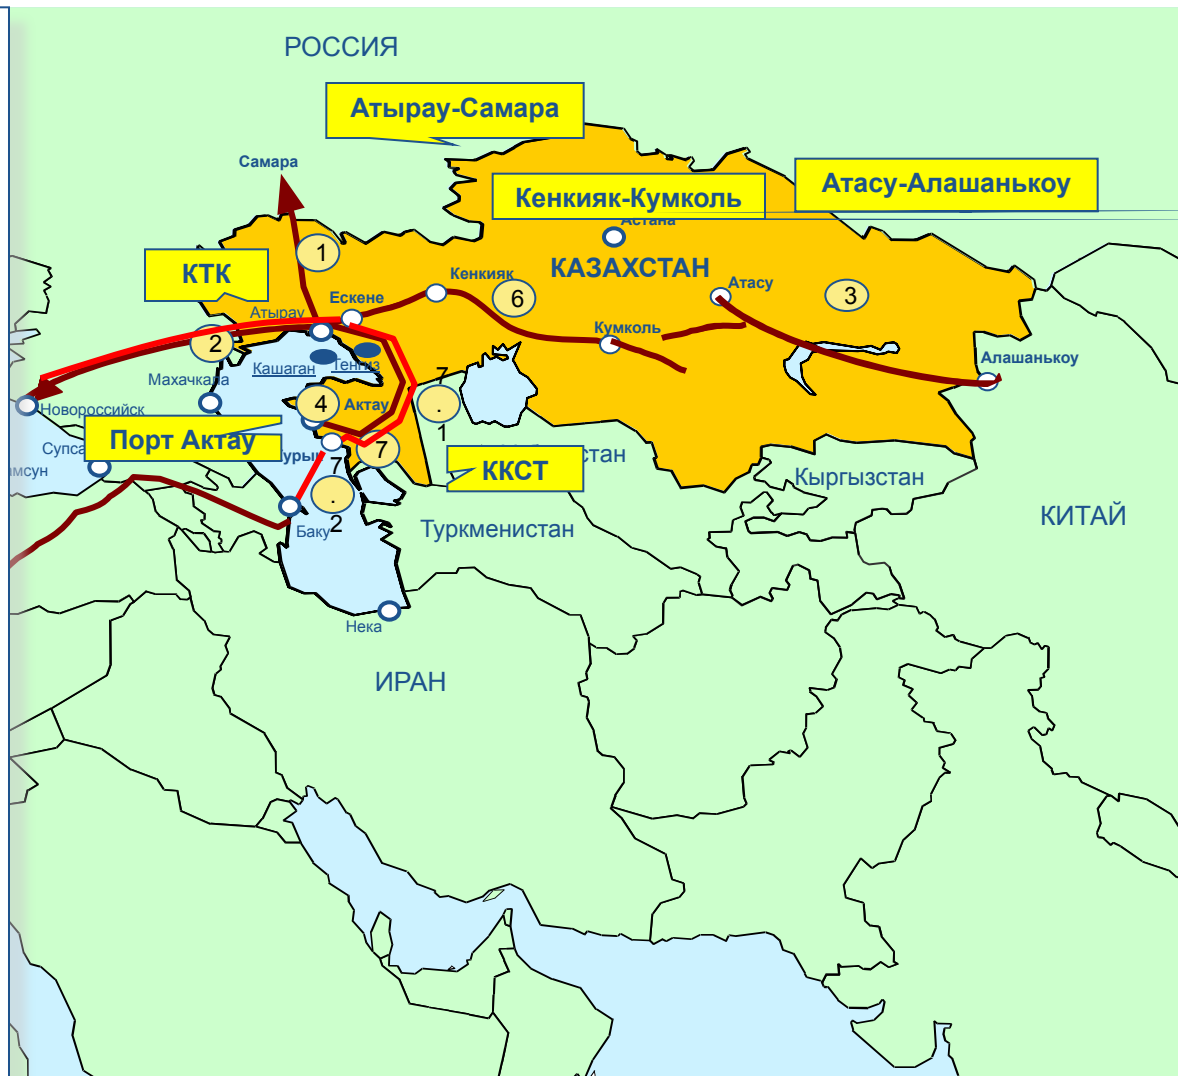 РОССИЯ
Атырау-Самара
Самара
Атасу-Алашанькоу
Кенкияк-Кумколь
Астана
1
КТК
КАЗАХСТАН
Кенкияк
Атасу
6
3
Ескене
Атырау
2
Кумколь
Кашаган
Тенгиз
Алашанькоу
Махачкала
7
.
1
4
Актау
Новороссийск
Порт Актау
Супса
7
стан
ККСТ
Кыргызстан
7
.
2
Баку
Туркменистан
КИТАЙ
Нека
ИРАН